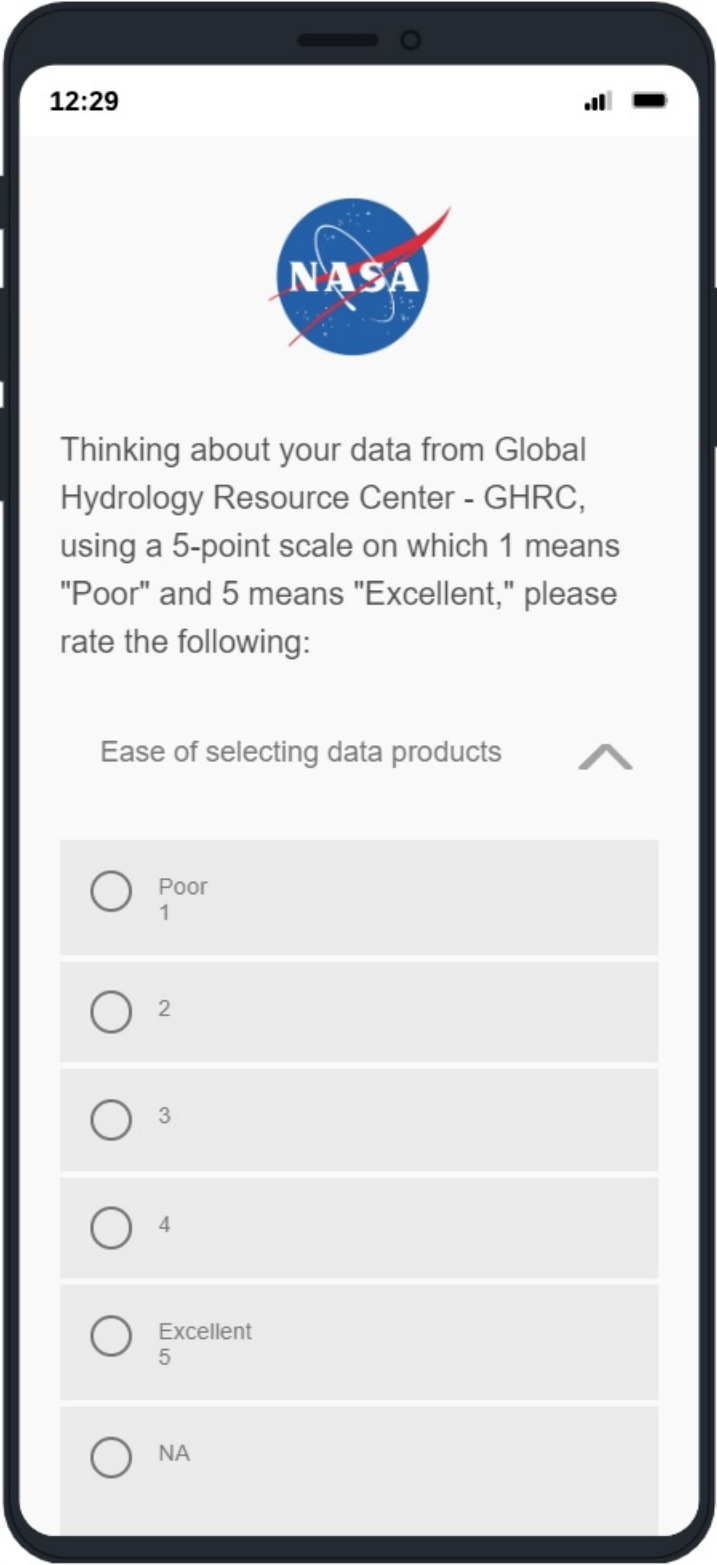 12:29
NASA
Thinking about your data from Global
Hydrology Resource Center - GHRC,
using a 5-point scale on which 1 means
"Poor" and 5 means "Excellent," please
rate the following:
Ease of selecting data products
Poor
1
2
3
4
Excellent
5
NA